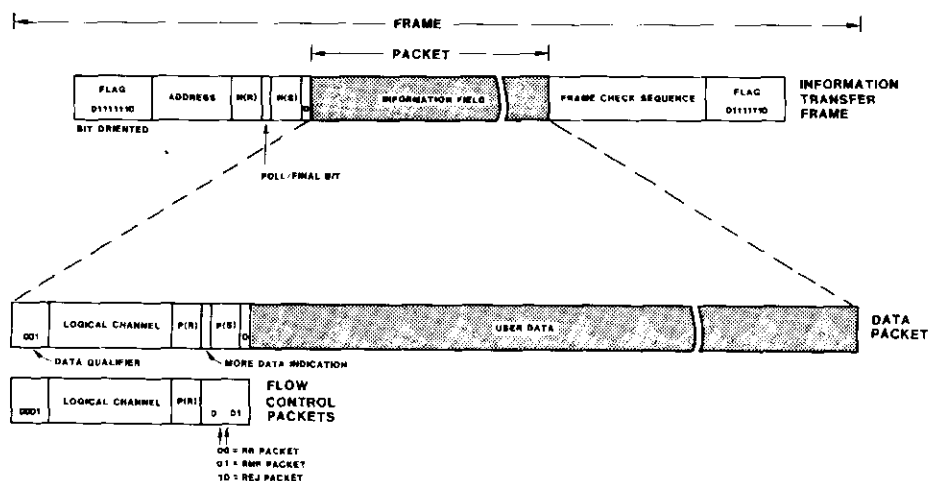 FRAME
PACKET
FLAG
01111110
ADDRESS
N(R)
N(S)
0
INFORMATION FIELD
FRAME CHECK SEQUENCE
FLAG
01111110
INFORMATION
TRANSFER
FRAME
BIT ORIENTED
POLL/FINAL BIT
001
LOGICAL CHANNEL
P(R)
P(S)
0
USER DATA
DATA
PACKET
DATA QUALIFIER
MORE DATA INDICATION
0001
LOGICAL CHANNEL
P(R)
0 01
FLOW
CONTROL
PACKETS
00 = RR PACKET
01 = RNR PACKET
10 = REJ PACKET